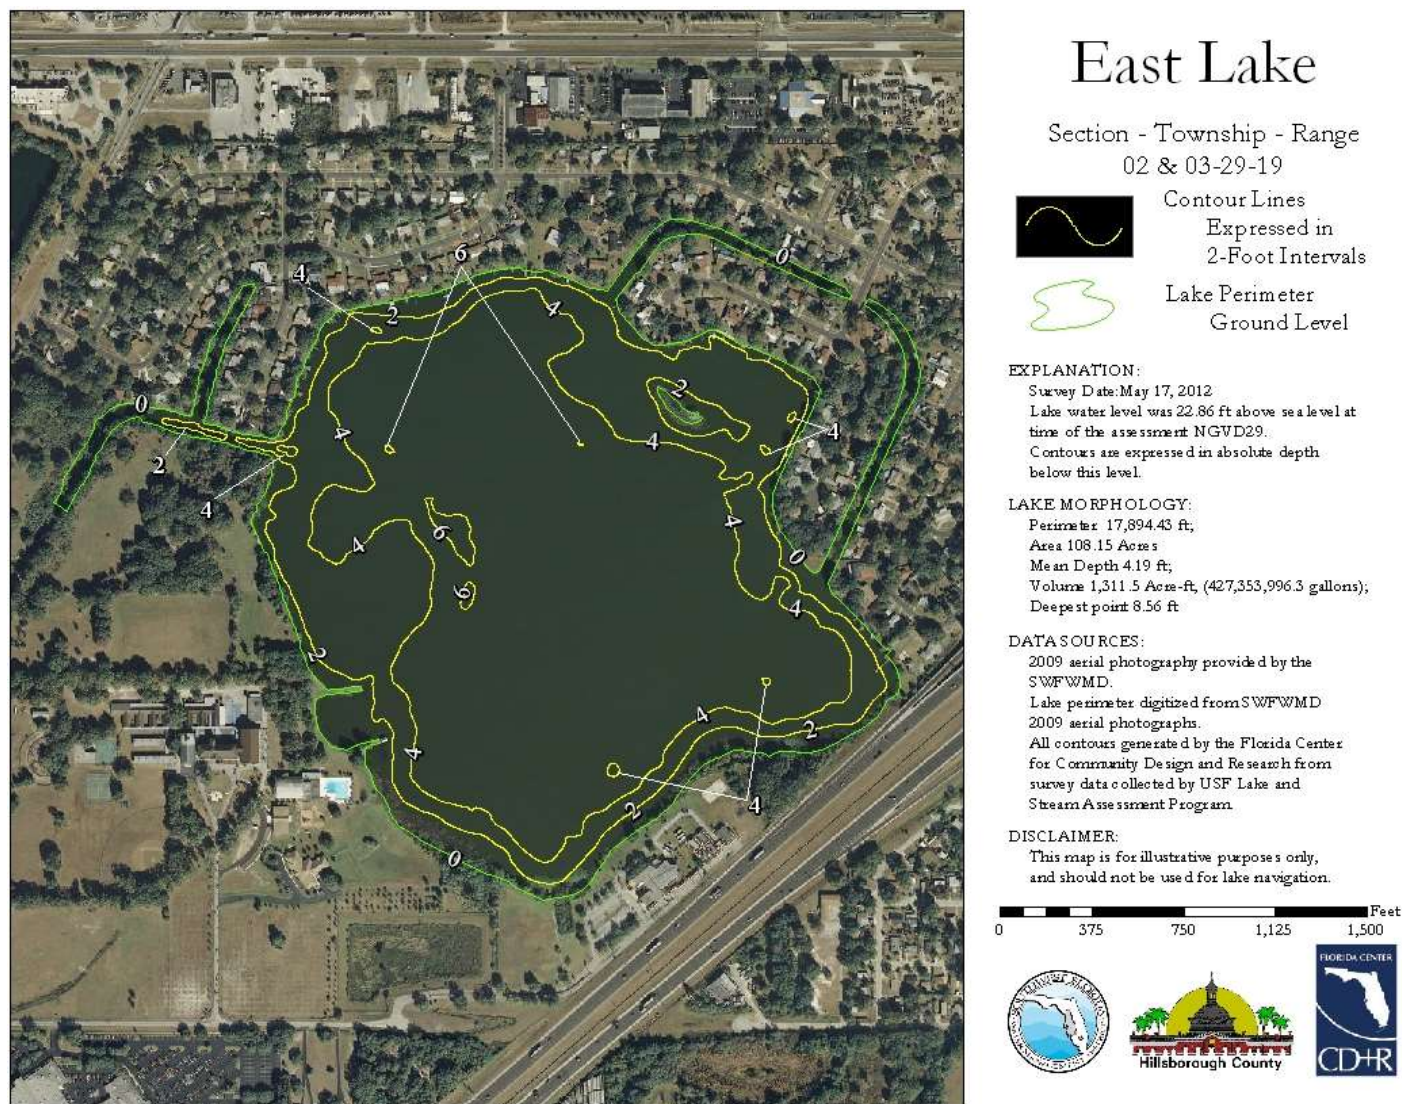 East Lake
Section - Township - Range
02 & 03-29-19
Contour Lines
Expressed in
2-Foot Intervals
Lake Perimeter
Ground Level
EXPLANATION:
Survey Date:May 17, 2012
Lake water level was 22.86 ft above sea level at
time of the assessment NGVD29.
Contours are expressed in absolute depth
below this level.
LAKE MORPHOLOGY:
Perimeter 17,894.43 ft;
Area 108.15 Acres
Mean Depth 4.19 ft;
Volume 1,311.5 Acre-ft, (427,353,996.3 gallons);
Deepest point 8.56 ft
DATA SOURCES:
2009 aerial photography provided by the
SWFWMD.
Lake perimeter digitized from SWFWMD
2009 aerial photographs.
All contours generated by the Florida Center
for Community Design and Research from
survey data collected by USF Lake and
Stream Assessment Program.
DISCLAIMER:
This map is for illustrative purposes only,
and should not be used for lake navigation.
Feet
0 375 750 1,125 1,500
Hillsborough County
FLORIDA CENTER
CD+R
6
0
4
2
4
2
0
4
4
4
2
4
6
4
4
0
6
4
2
4
2
4
4
2
0